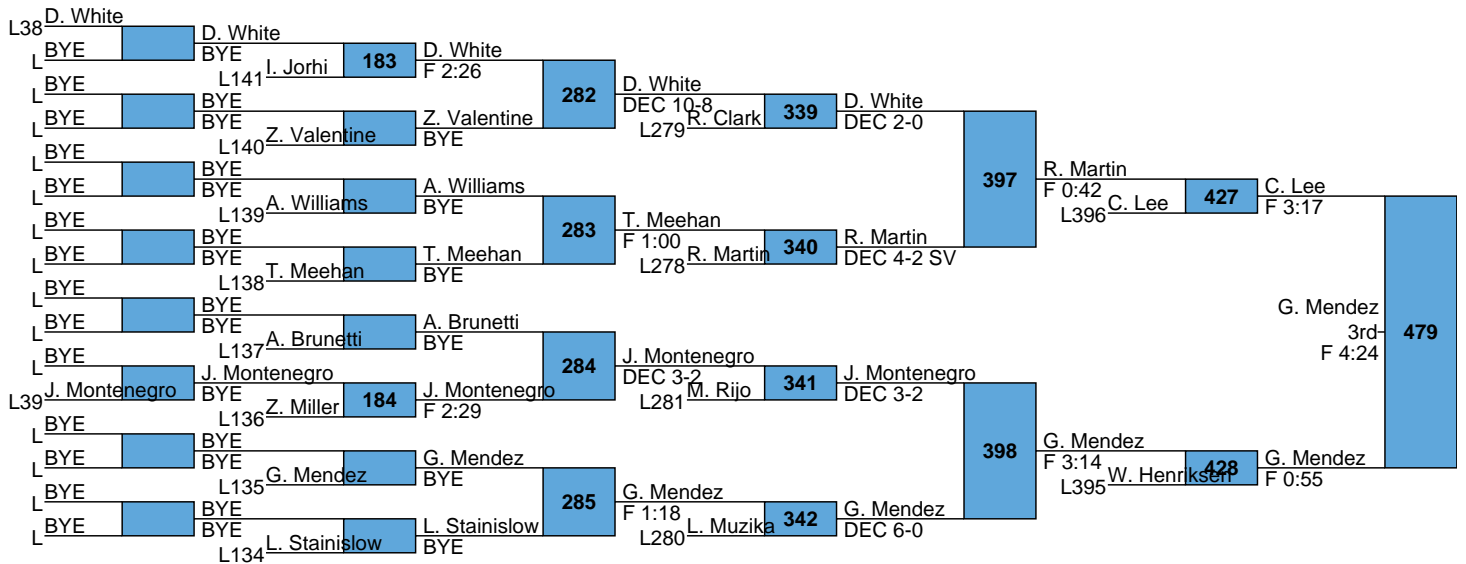 L38 D. White
L BYE
D. White
BYE
L141 I. Jorhi
183
D. White
F 2:26
L BYE
L BYE
BYE
BYE
L140 Z. Valentine
Z. Valentine
BYE
282
D. White
DEC 10-8
L279 R. Clark
339
D. White
DEC 2-0
L BYE
L BYE
BYE
BYE
L139 A. Williams
A. Williams
BYE
L BYE
L BYE
BYE
BYE
L138 T. Meehan
T. Meehan
BYE
283
T. Meehan
F 1:00
L278 R. Martin
340
R. Martin
DEC 4-2 SV
397
R. Martin
F 0:42
L396 C. Lee
427
C. Lee
F 3:17
L BYE
L BYE
BYE
BYE
L137 A. Brunetti
A. Brunetti
BYE
L BYE
L39 J. Montenegro
J. Montenegro
BYE
L136 Z. Miller
184
J. Montenegro
F 2:29
284
J. Montenegro
DEC 3-2
L281 M. Rijo
341
J. Montenegro
DEC 3-2
L BYE
L BYE
BYE
BYE
L135 G. Mendez
G. Mendez
BYE
L BYE
L BYE
BYE
BYE
L134 L. Stainislow
L. Stainislow
BYE
285
G. Mendez
F 1:18
L280 L. Muzika
342
G. Mendez
DEC 6-0
398
G. Mendez
F 3:14
L395 W. Henriksen
428
G. Mendez
F 0:55
479
G. Mendez
3rd
F 4:24